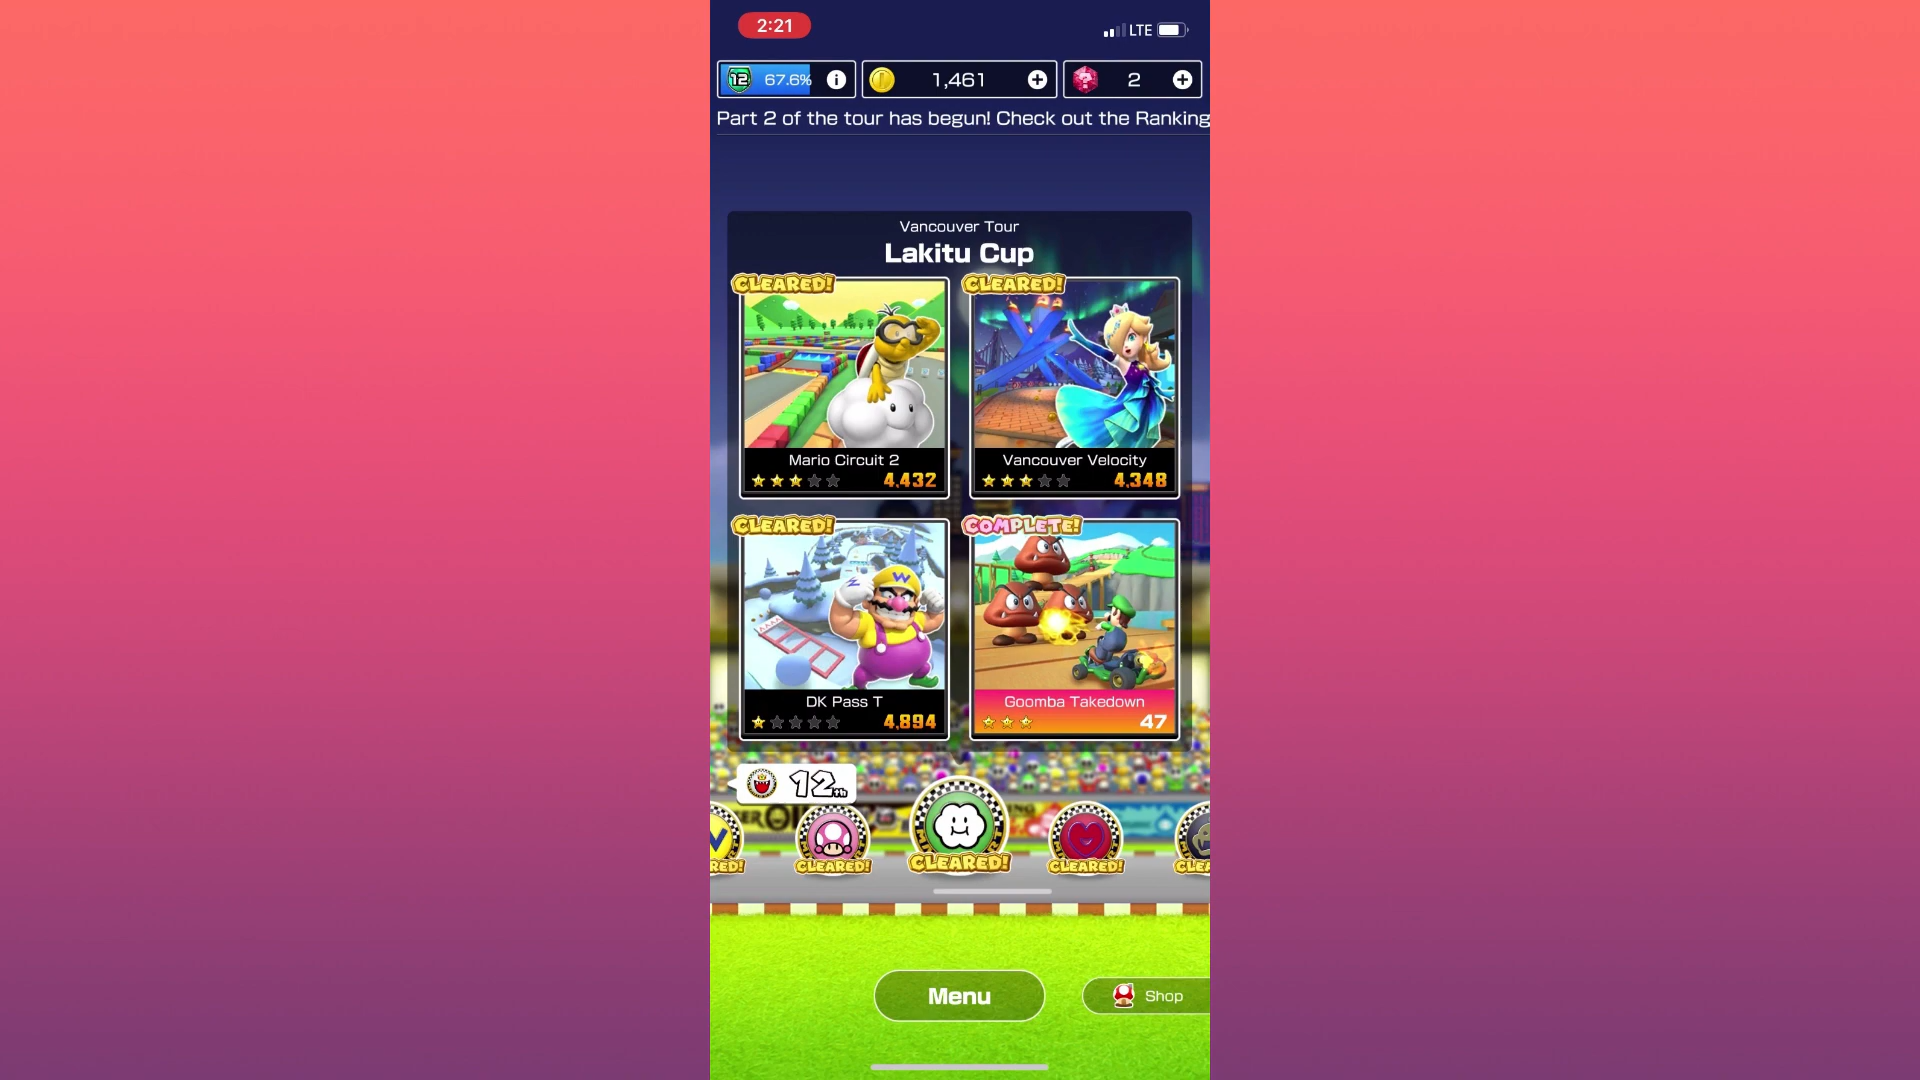 2:21
LTE
12 67.6% i 1,461 + 2 +
Part 2 of the tour has begun! Check out the Ranking
Vancouver Tour
Lakitu Cup
CLEARED!
Mario Circuit 2
4,432
CLEARED!
Vancouver Velocity
4,348
CLEARED!
DK Pass T
4,894
COMPLETE!
Goomba Takedown
47
12th
CLEARED!
CLEARED!
CLEARED!
Menu
Shop